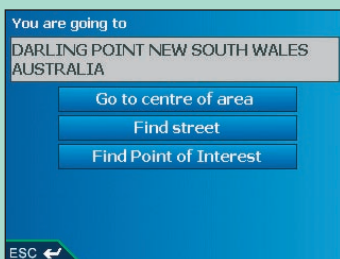 You are going to
DARLING POINT NEW SOUTH WALES
AUSTRALIA
Go to centre of area
Find street
Find Point of Interest
ESC